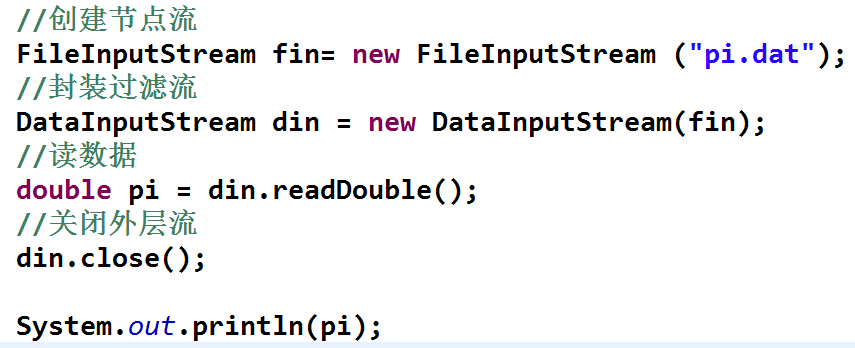 //创建节点流
FileInputStream fin= new FileInputStream ("pi.dat");
//封装过滤流
DataInputStream din = new DataInputStream(fin);
//读数据
double pi = din.readDouble();
//关闭外层流
din.close();
System.out.println(pi);